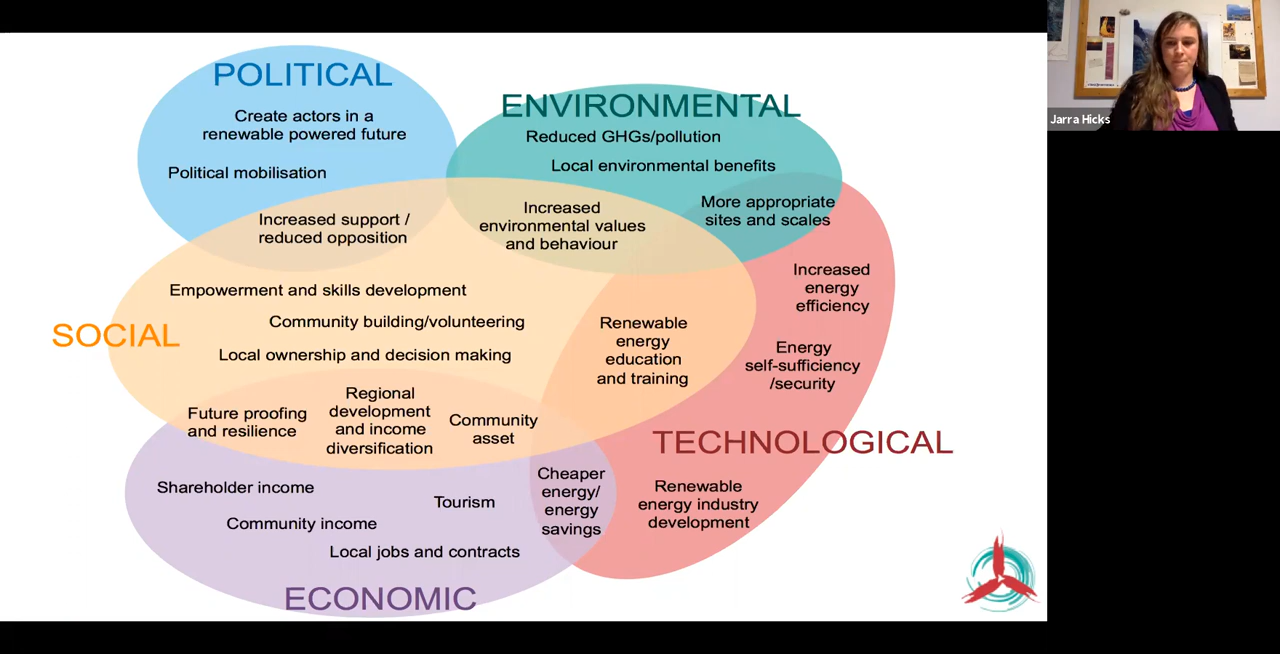 POLITICAL
Create actors in a
renewable powered future
Political mobilisation
Increased support /
reduced opposition
ENVIRONMENTAL
Reduced GHGs/pollution
Local environmental benefits
Increased
environmental values
and behaviour
More appropriate
sites and scales
SOCIAL
Empowerment and skills development
Community building/volunteering
Local ownership and decision making
Future proofing
and resilience
Regional
development
and income
diversification
Community
asset
Renewable
energy
education
and training
Increased
energy
efficiency
Energy
self-sufficiency
/security
TECHNOLOGICAL
Renewable
energy industry
development
Cheaper
energy/
energy
savings
Shareholder income
Tourism
Community income
Local jobs and contracts
ECONOMIC
Jarra Hicks